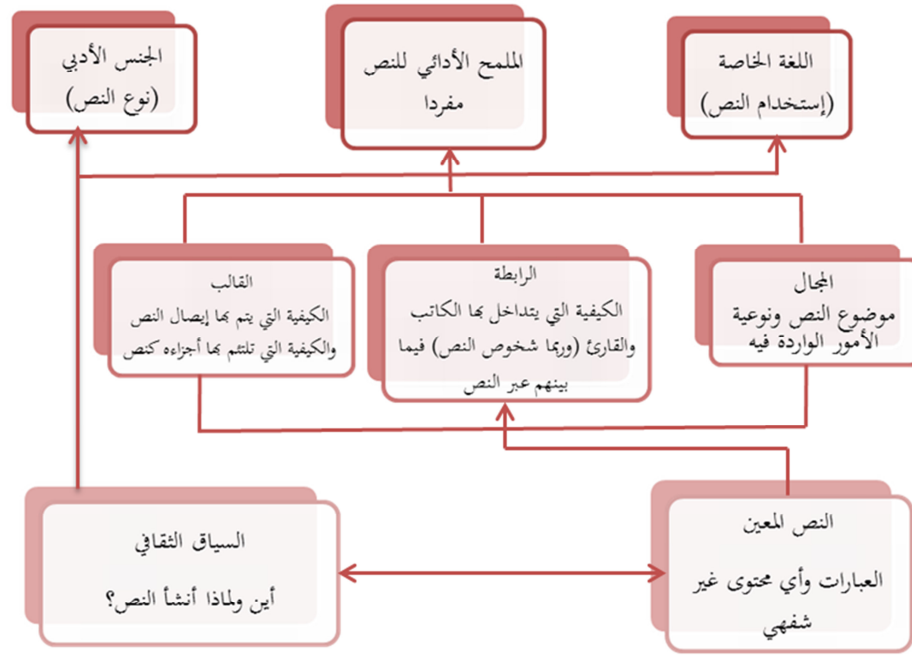 اللغة الخاصة
(إستخدام النص)
الملمح الأدائي للنص
مفردا
الجنس الأدبي
(نوع النص)
المجال
موضوع النص ونوعية
الأمور الواردة فيه
الرابطة
الكيفية التي يتداخل بها الكاتب
والقارئ (وربما شخوص النص) فيما
بينهم عبر النص
القالب
الكيفية التي يتم بها إيصال النص
والكيفية التي تلتئم بها أجزاءه كنص
النص المعين
العبارات وأي محتوى غير
شفهي
السياق الثقافي
أين ولماذا أنشأ النص؟